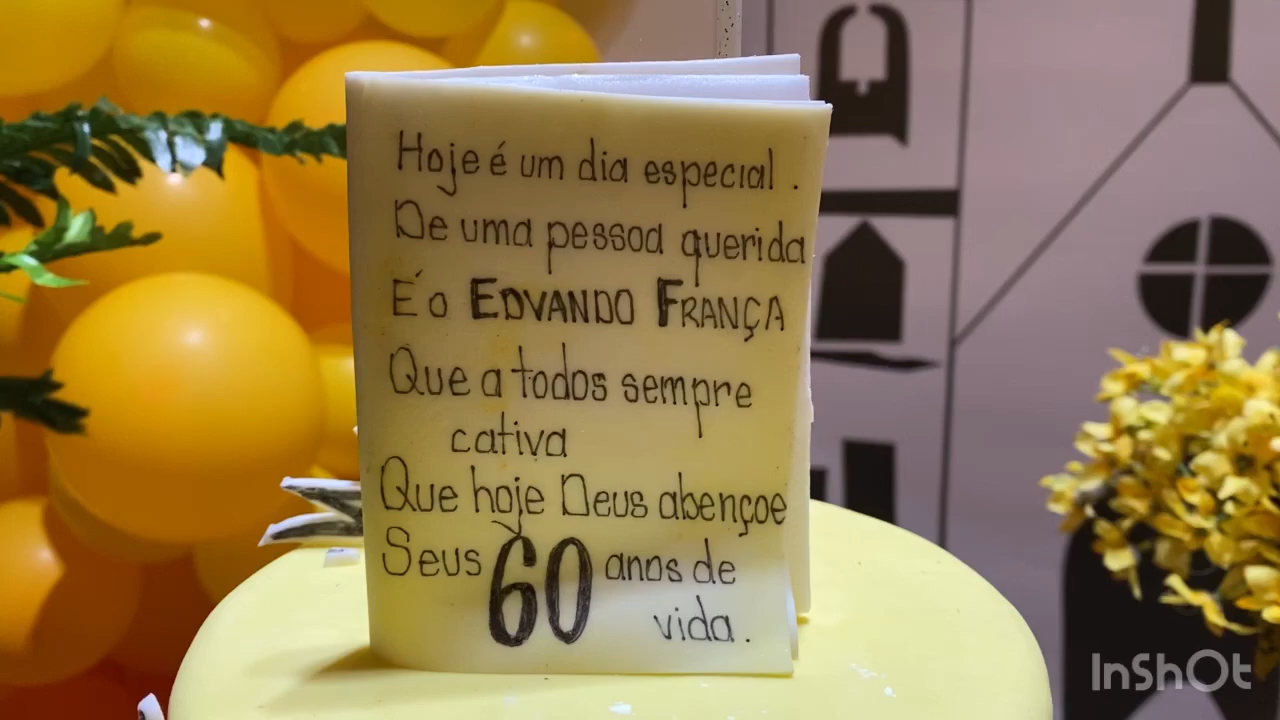 Hoje é um dia especial.
De uma pessoa querida
É o EDVANDO FRANÇA
Que a todos sempre
cativa
Que hoje Deus abençoe
Seus 60 anos de
vida.
InShOt